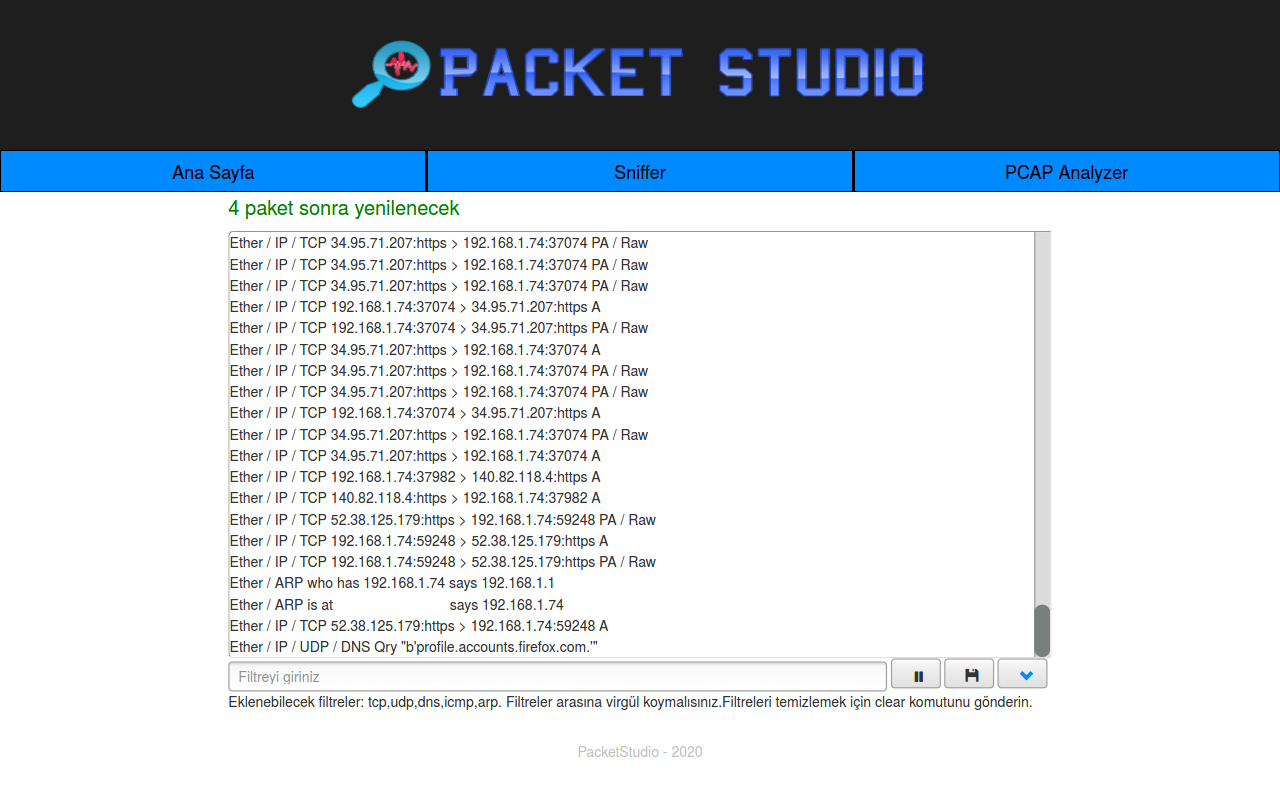 PACKET STUDIO
Ana Sayfa
Sniffer
PCAP Analyzer
4 paket sonra yenilenecek
Ether / IP / TCP 34.95.71.207:https > 192.168.1.74:37074 PA / Raw
Ether / IP / TCP 34.95.71.207:https > 192.168.1.74:37074 PA / Raw
Ether / IP / TCP 34.95.71.207:https > 192.168.1.74:37074 PA / Raw
Ether / IP / TCP 192.168.1.74:37074 > 34.95.71.207:https A
Ether / IP / TCP 192.168.1.74:37074 > 34.95.71.207:https PA / Raw
Ether / IP / TCP 34.95.71.207:https > 192.168.1.74:37074 A
Ether / IP / TCP 34.95.71.207:https > 192.168.1.74:37074 PA / Raw
Ether / IP / TCP 34.95.71.207:https > 192.168.1.74:37074 PA / Raw
Ether / IP / TCP 192.168.1.74:37074 > 34.95.71.207:https A
Ether / IP / TCP 34.95.71.207:https > 192.168.1.74:37074 PA / Raw
Ether / IP / TCP 34.95.71.207:https > 192.168.1.74:37074 A
Ether / IP / TCP 192.168.1.74:37982 > 140.82.118.4:https A
Ether / IP / TCP 140.82.118.4:https > 192.168.1.74:37982 A
Ether / IP / TCP 52.38.125.179:https > 192.168.1.74:59248 PA / Raw
Ether / IP / TCP 192.168.1.74:59248 > 52.38.125.179:https A
Ether / IP / TCP 192.168.1.74:59248 > 52.38.125.179:https PA / Raw
Ether / ARP who has 192.168.1.74 says 192.168.1.1
Ether / ARP is at says 192.168.1.74
Ether / IP / TCP 52.38.125.179:https > 192.168.1.74:59248 A
Ether / IP / UDP / DNS Qry "b'profile.accounts.firefox.com.'"
Filtreyi giriniz
Eklenebilecek filtreler: tcp,udp,dns,icmp,arp. Filtreler arasına virgül koymalısınız.Filtreleri temizlemek için clear komutunu gönderin.
PacketStudio - 2020